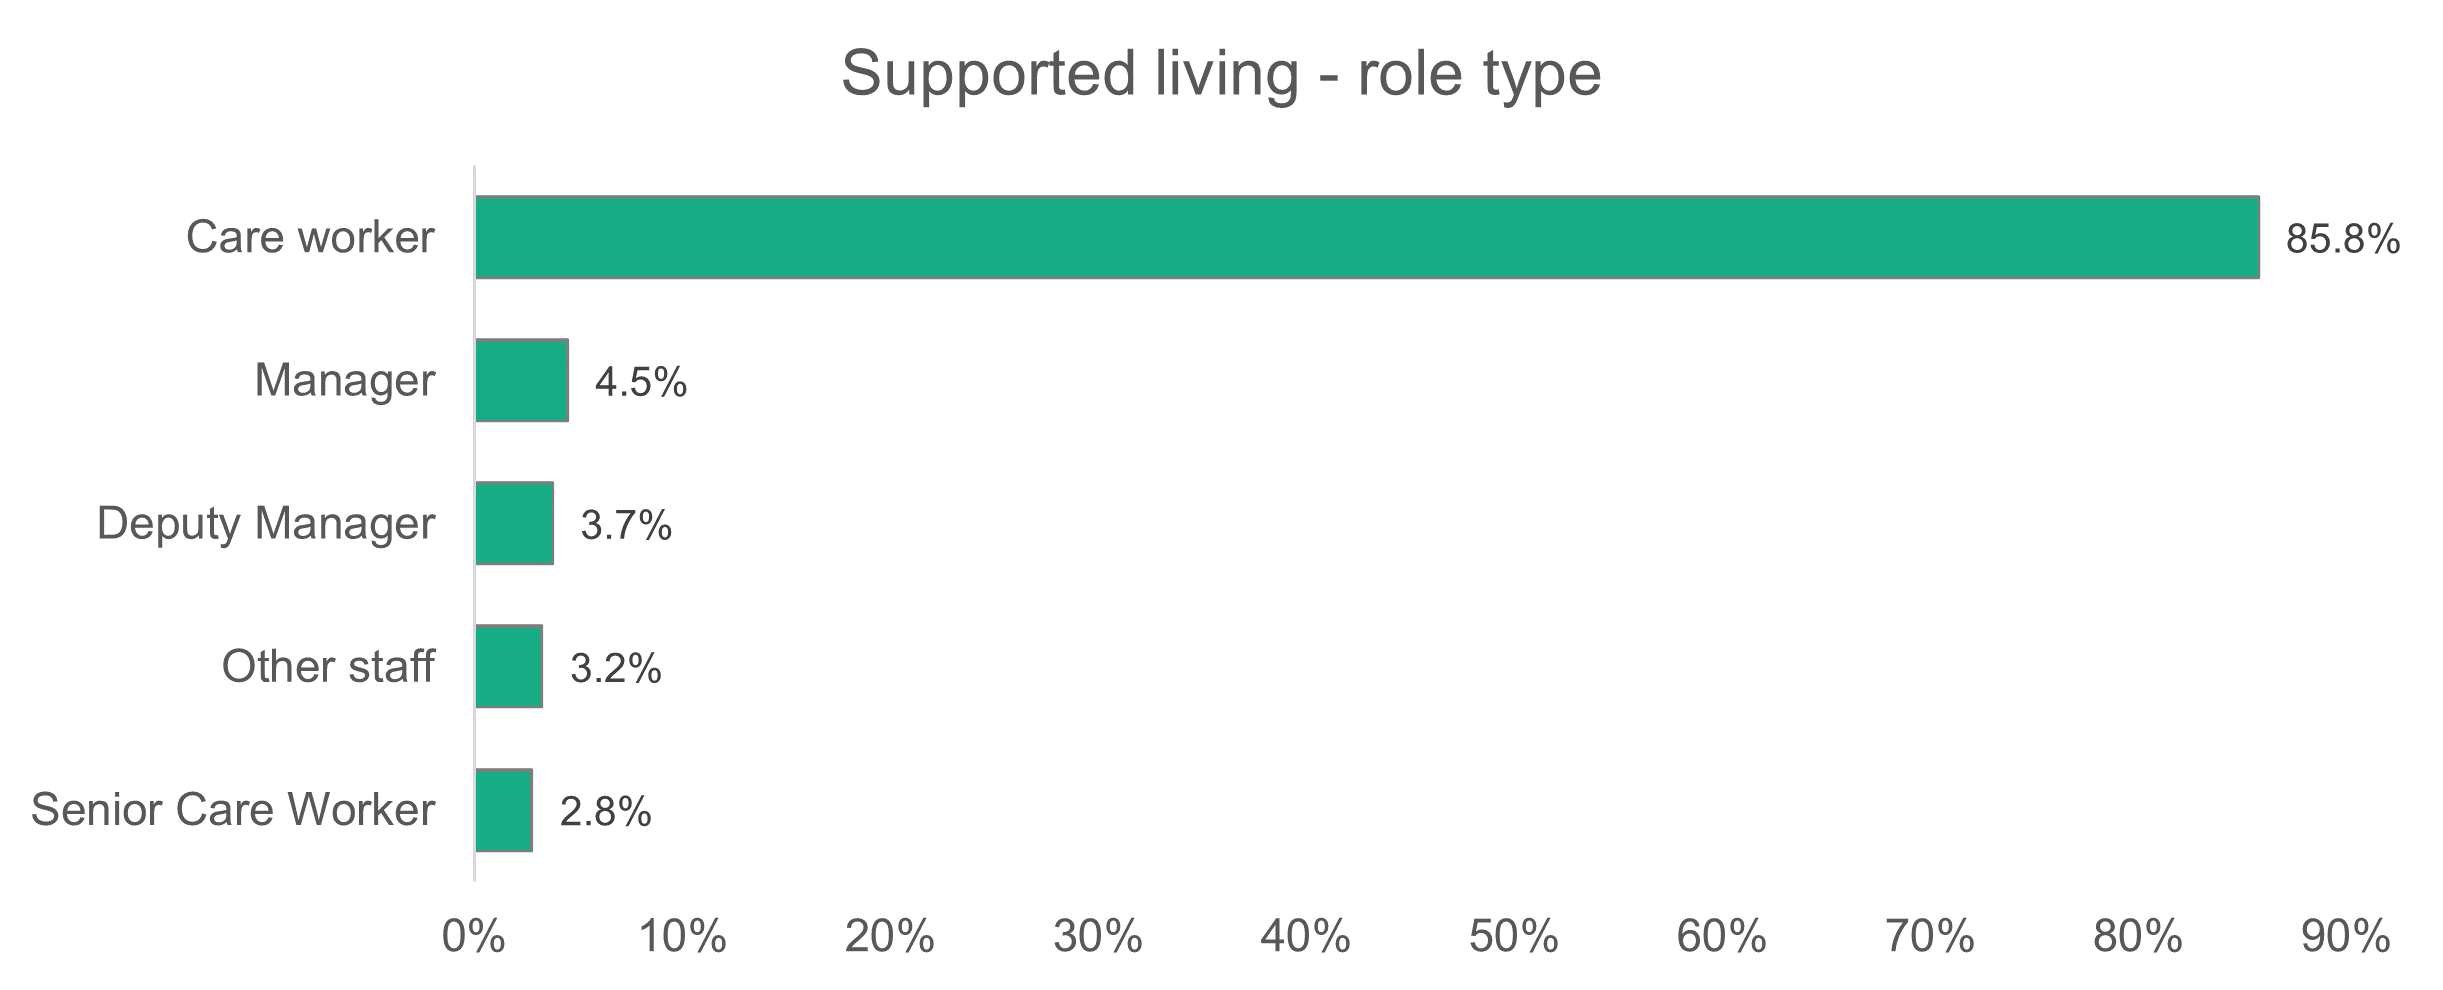 Supported living - role type
Care worker
85.8%
Manager
4.5%
Deputy Manager
3.7%
Other staff
3.2%
Senior Care Worker
2.8%
0% 10% 20% 30% 40% 50% 60% 70% 80% 90%